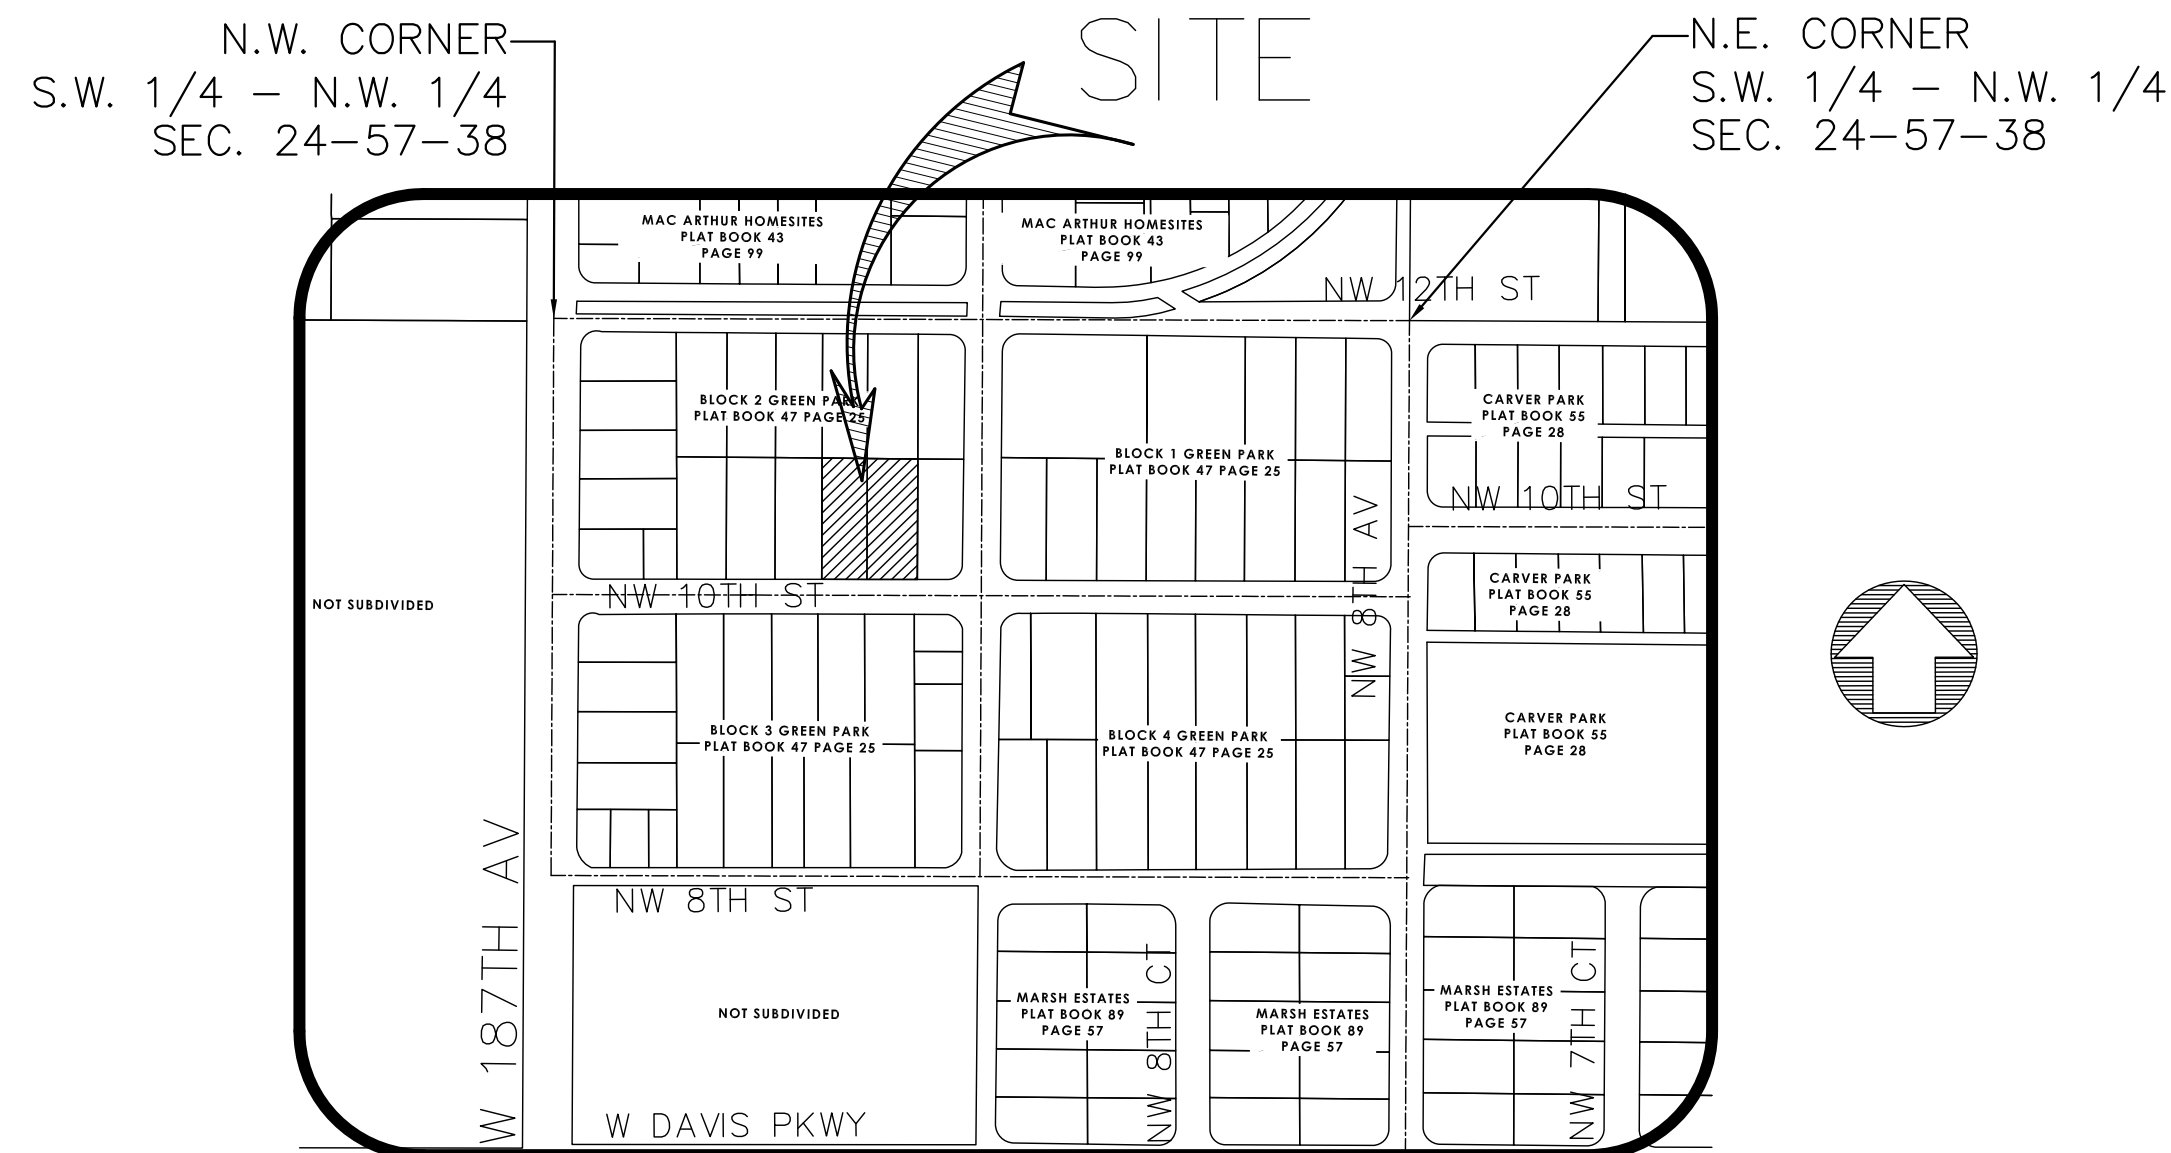 N.W. CORNER
S.W. 1/4 - N.W. 1/4
SEC. 24-57-38
SITE
N.E. CORNER
S.W. 1/4 - N.W. 1/4
SEC. 24-57-38
MAC ARTHUR HOMESITES
PLAT BOOK 43
PAGE 99
MAC ARTHUR HOMESITES
PLAT BOOK 43
PAGE 99
NW 12TH ST
BLOCK 2 GREEN PARK
PLAT BOOK 47 PAGE 25
BLOCK 1 GREEN PARK
PLAT BOOK 47 PAGE 25
CARVER PARK
PLAT BOOK 55
PAGE 28
NW 10TH ST
NW 8TH AV
NOT SUBDIVIDED
NW 10TH ST
CARVER PARK
PLAT BOOK 55
PAGE 28
BLOCK 3 GREEN PARK
PLAT BOOK 47 PAGE 25
BLOCK 4 GREEN PARK
PLAT BOOK 47 PAGE 25
CARVER PARK
PLAT BOOK 55
PAGE 28
W 187TH AV
NW 8TH ST
NOT SUBDIVIDED
MARSH ESTATES
PLAT BOOK 89
PAGE 57
NW 8TH CT
MARSH ESTATES
PLAT BOOK 89
PAGE 57
MARSH ESTATES
PLAT BOOK 89
PAGE 57
NW 7TH CT
W DAVIS PKWY